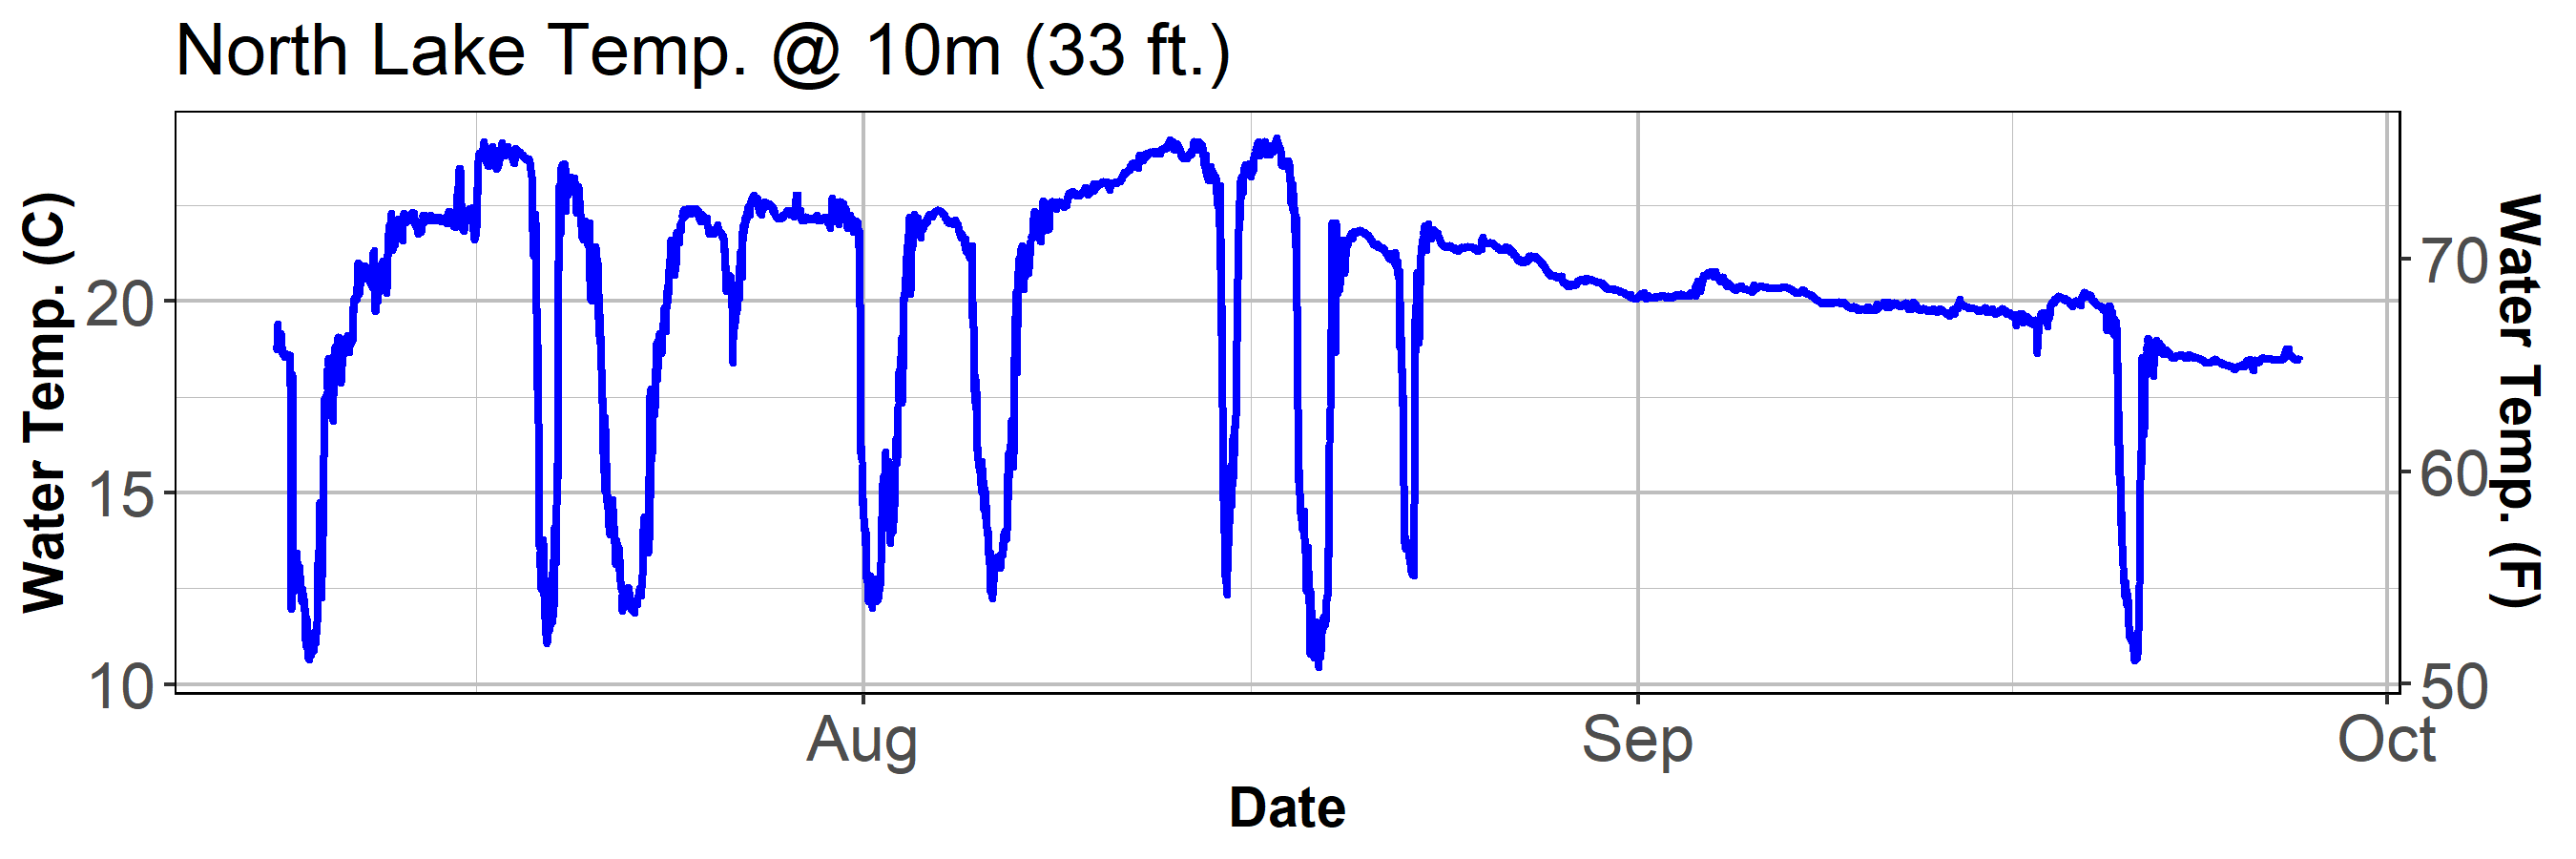 North Lake Temp. @ 10m (33 ft.)
Water Temp. (C)
20
15
10
70
60
50
Water Temp. (F)
Aug
Sep
Oct
Date